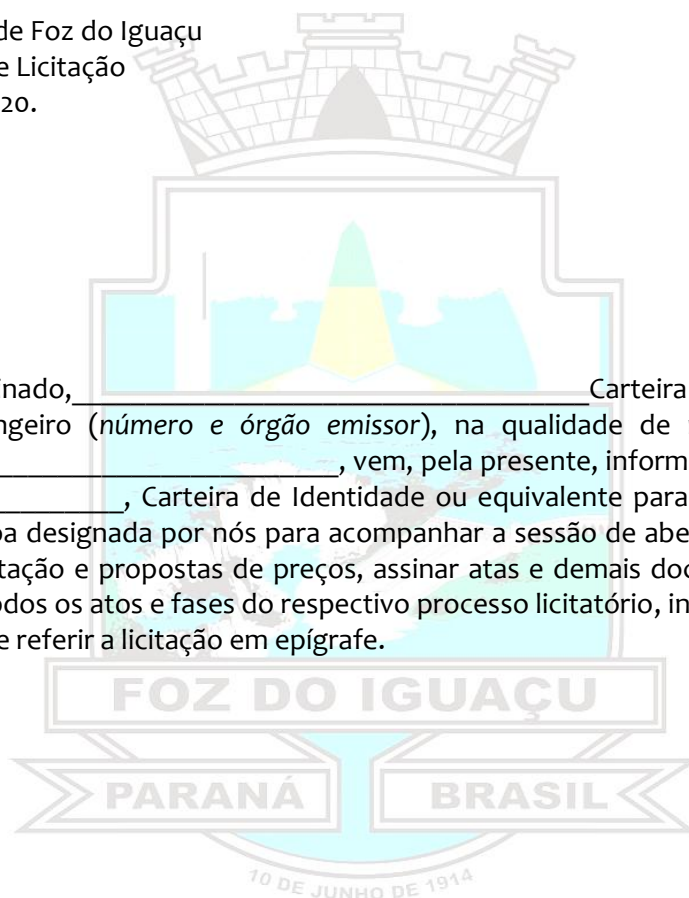 de Foz do Iguaçu
e Licitação
20.
inado,___________________________________Carteira
ngeiro (número e órgão emissor), na qualidade de
_______________________, vem, pela presente, inform
_________, Carteira de Identidade ou equivalente para
oa designada por nós para acompanhar a sessão de abe
tação e propostas de preços, assinar atas e demais doc
odos os atos e fases do respectivo processo licitatório, in
e referir a licitação em epígrafe.
FOZ DO IGUAÇU
PARANÁ BRASIL
10 DE JUNHO DE 1914